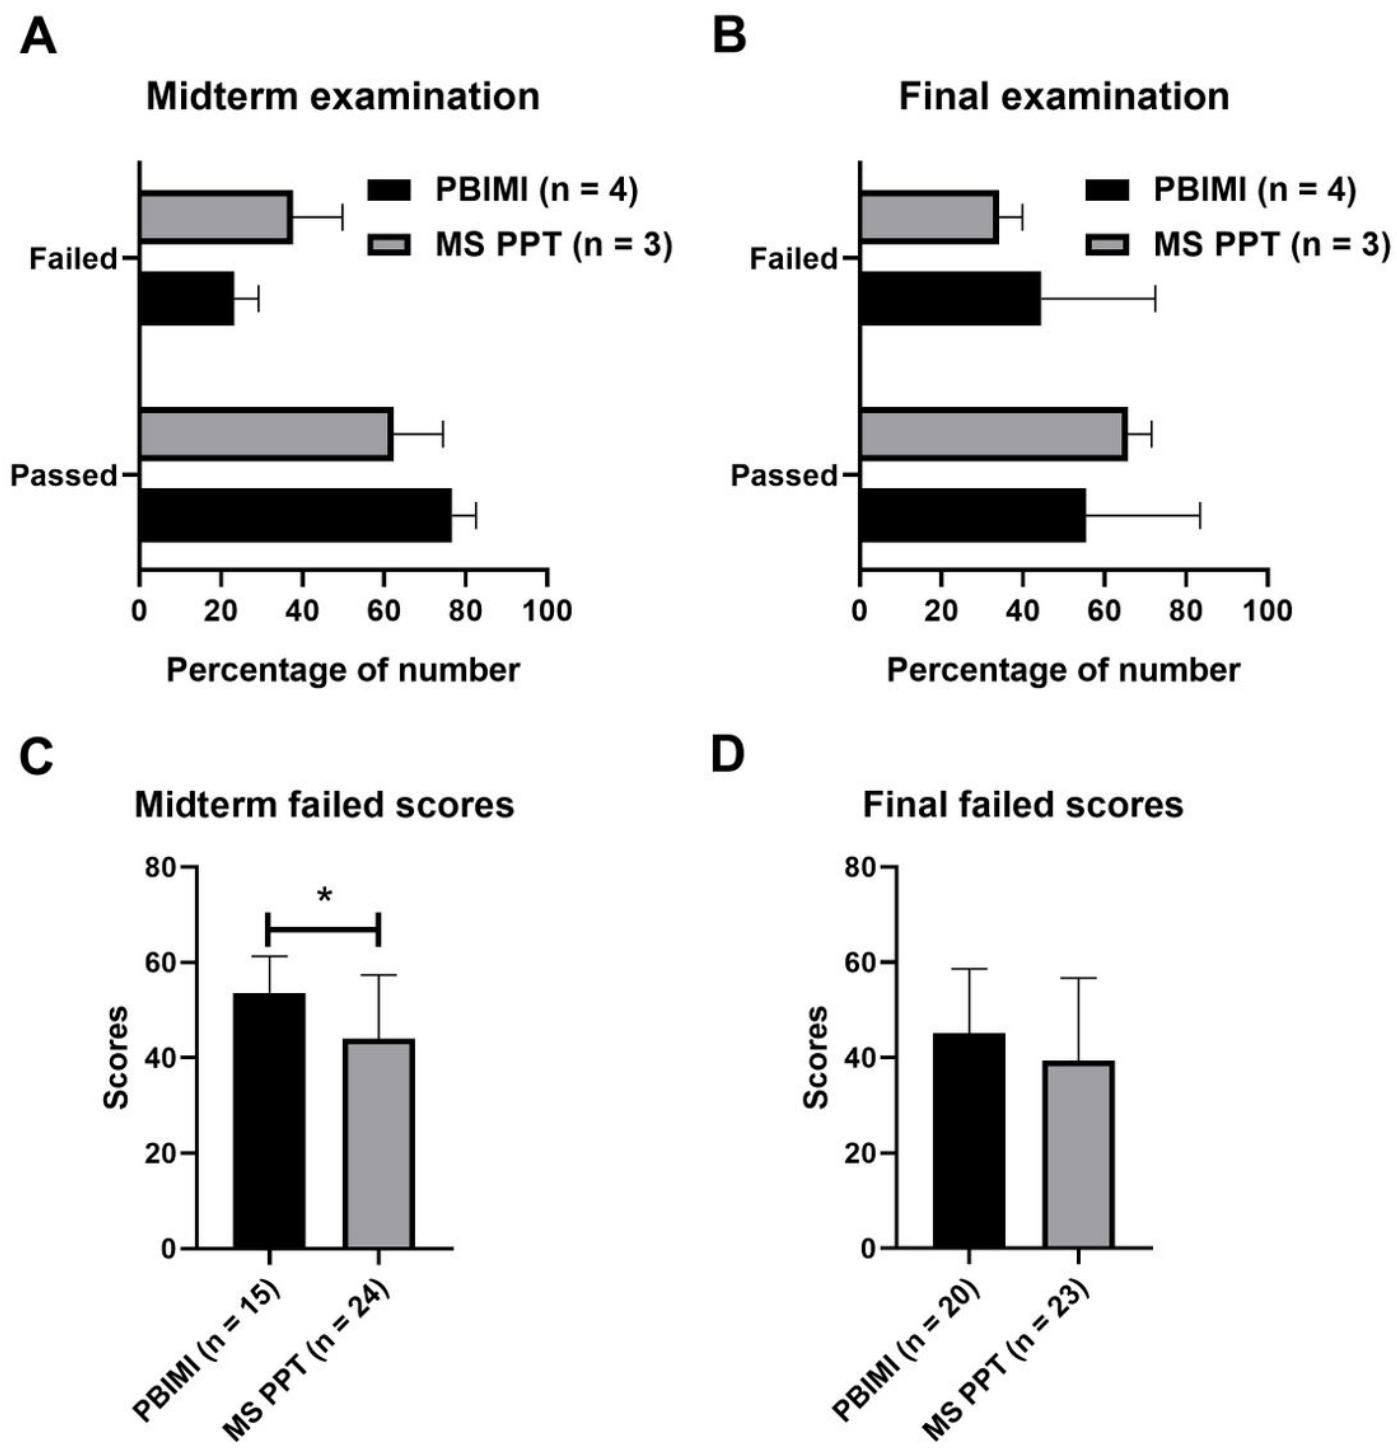 A
Midterm examination
PBIMI (n = 4)
MS PPT (n = 3)
Failed
Passed
0 20 40 60 80 100
Percentage of number
B
Final examination
PBIMI (n = 4)
MS PPT (n = 3)
Failed
Passed
0 20 40 60 80 100
Percentage of number
C
Midterm failed scores
*
Scores
80
60
40
20
0
PBIMI (n = 15)
MS PPT (n = 24)
D
Final failed scores
Scores
80
60
40
20
0
PBIMI (n = 20)
MS PPT (n = 23)